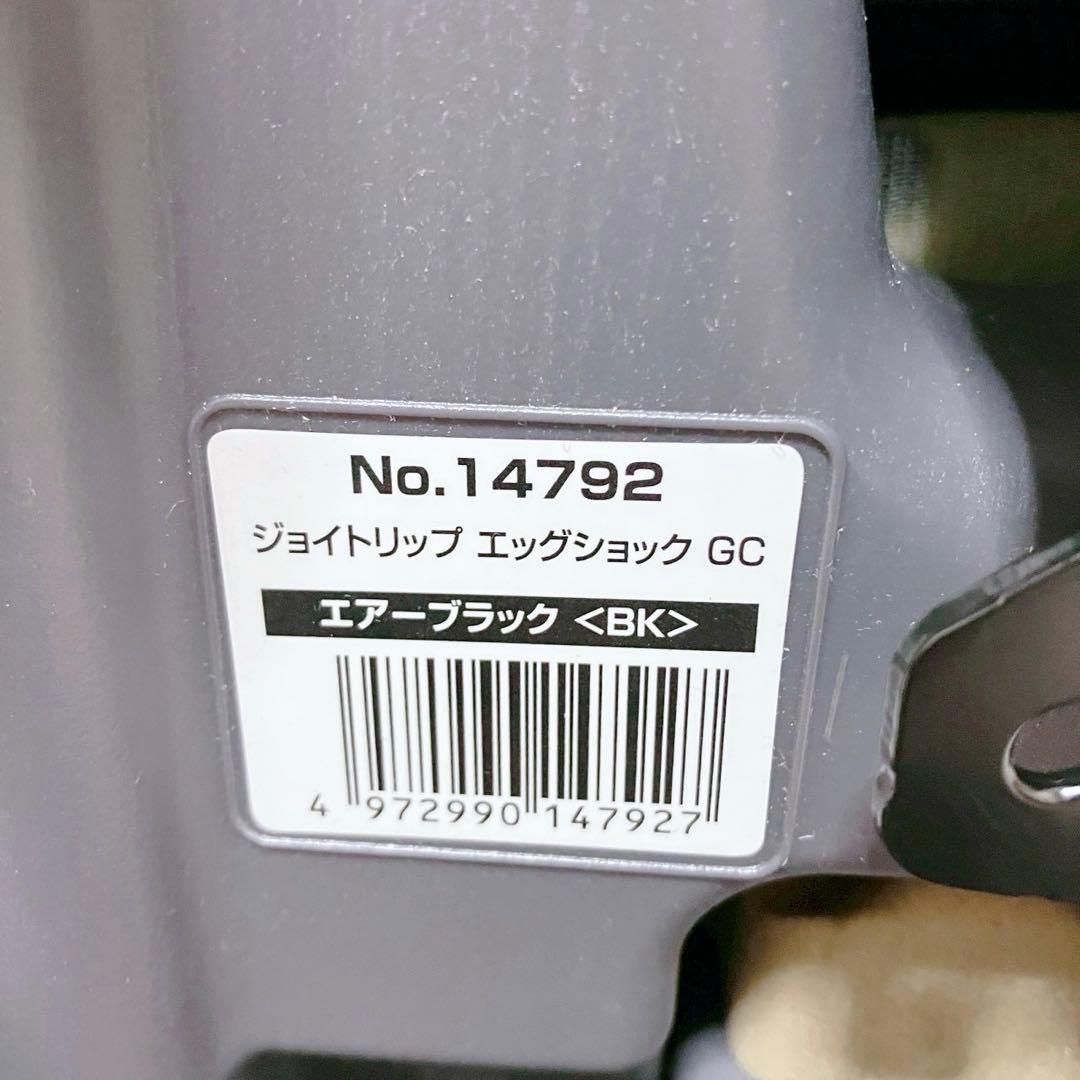 No.14792
ジョイトリップ エッグショック GC
エアーブラック <BK>
4 972990 147927